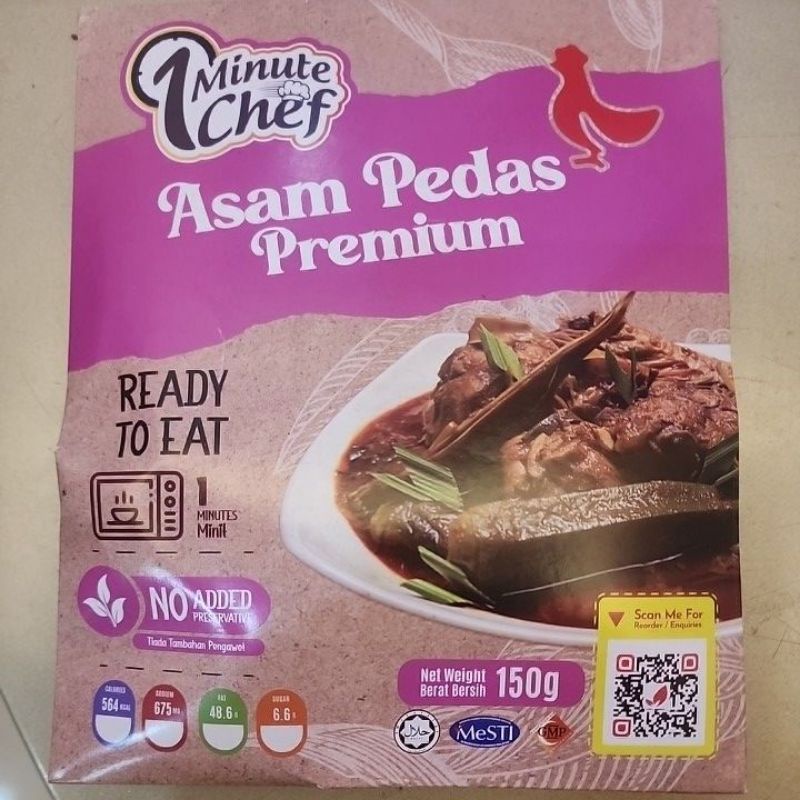 1 Minute
Chef
Asam Pedas
Premium
READY
TO EAT
1
MINUTES
Minit
NO ADDED
PRESERVATIVE
Tiada Tambahan Pengawet
CALORIES
564 KCAL
SODIUM
675 MG
FAT
48.6 G
SUGAR
6.6 G
Net Weight
Berat Bersih 150g
حلال
MeSTI
GMP
Scan Me For
Reorder / Enquiries